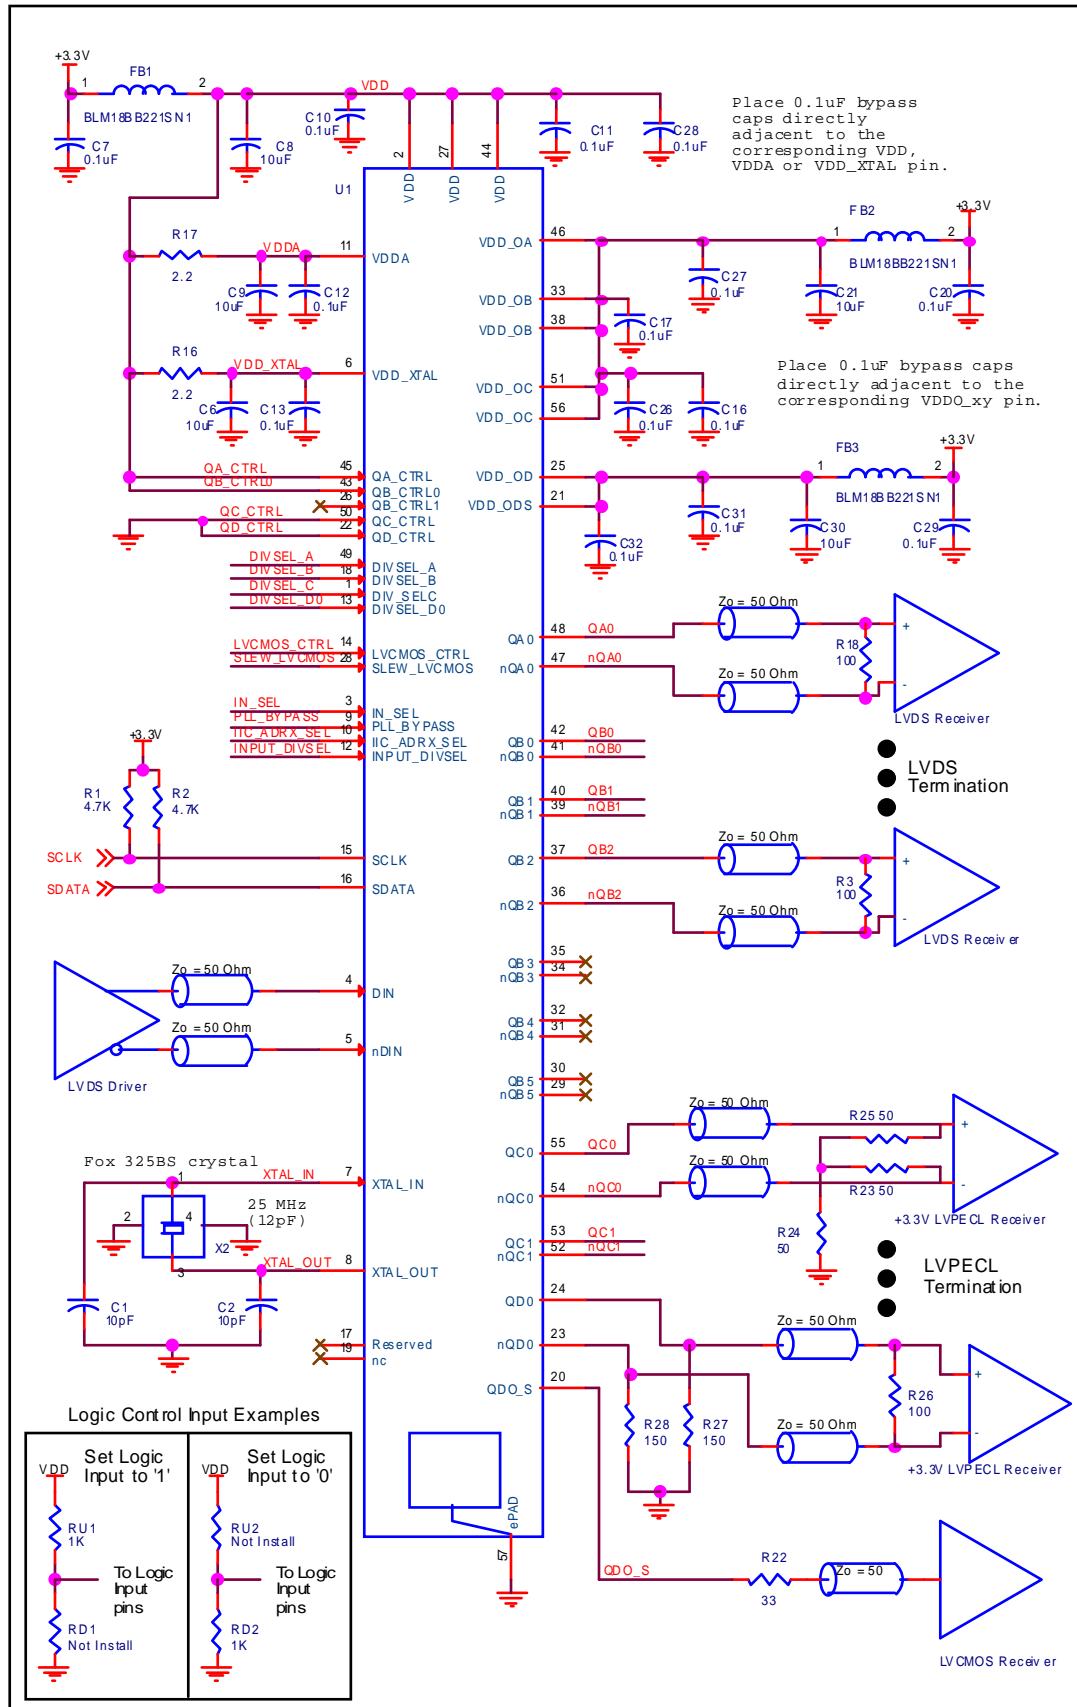 +3.3V
FB1
1
2
BLM18BB221SN1
VDD
C7
0.1uF
C8
10uF
C10
0.1uF
C11
0.1uF
C28
0.1uF
Place 0.1uF bypass
caps directly
adjacent to the
corresponding VDD,
VDDA or VDD_XTAL pin.
2
27
44
VDD
VDD
VDD
U1
R17
2.2
VDDA
11
VDDA
C9
10uF
C12
0.1uF
R16
2.2
VDD_XTAL
6
VDD_XTAL
C6
10uF
C13
0.1uF
VDD_OA
46
VDD_OB
33
VDD_OB
38
VDD_OC
51
VDD_OC
56
FB2
+3.3V
1
2
BLM18BB221SN1
C27
0.1uF
C21
10uF
C20
0.1uF
C17
0.1uF
C26
0.1uF
C16
0.1uF
Place 0.1uF bypass caps
directly adjacent to the
corresponding VDDO_xy pin.
VDD_OD
25
VDD_ODS
21
FB3
+3.3V
1
2
BLM18BB221SN1
C31
0.1uF
C32
0.1uF
C30
10uF
C29
0.1uF
QA_CTRL
45
QA_CTRL
QB_CTRL0
43
QB_CTRL0
26
QB_CTRL1
QC_CTRL
50
QC_CTRL
QD_CTRL
22
QD_CTRL
DIVSEL_A
49
DIVSEL_A
DIVSEL_B
18
DIVSEL_B
DIVSEL_C
1
DIV_SELC
DIVSEL_D0
13
DIVSEL_D0
LVCMOS_CTRL
14
LVCMOS_CTRL
SLEW_LVCMOS
28
SLEW_LVCMOS
IN_SEL
3
IN_SEL
PLL_BYPASS
9
PLL_BYPASS
IIC_ADRX_SEL
10
IIC_ADRX_SEL
INPUT_DIVSEL
12
INPUT_DIVSEL
+3.3V
R1
4.7K
R2
4.7K
SCLK
15
SCLK
SDATA
16
SDATA
QA0
48
QA0
nQA0
47
nQA0
Zo = 50 Ohm
Zo = 50 Ohm
R18
100
+
-
LVDS Receiver
QB0
42
QB0
nQB0
41
nQB0
QB1
40
QB1
nQB1
39
nQB1
LVDS
Termination
QB2
37
QB2
nQB2
36
nQB2
Zo = 50 Ohm
Zo = 50 Ohm
R3
100
+
-
LVDS Receiver
QB3
35
nQB3
34
QB4
32
nQB4
31
QB5
30
nQB5
29
Zo = 50 Ohm
Zo = 50 Ohm
4
DIN
5
nDIN
LVDS Driver
QC0
55
QC0
nQC0
54
nQC0
Zo = 50 Ohm
Zo = 50 Ohm
R25 50
R23 50
R24
50
+
-
+3.3V LVPECL Receiver
QC1
53
QC1
nQC1
52
nQC1
LVPECL
Termination
Fox 325BS crystal
XTAL_IN
7
XTAL_IN
1
2
4
3
25 MHz
(12pF)
X2
XTAL_OUT
8
XTAL_OUT
C1
10pF
C2
10pF
17
Reserved
19
nc
QD0
24
nQD0
23
QDO_S
20
Zo = 50 Ohm
Zo = 50 Ohm
R28
150
R27
150
R26
100
+
-
+3.3V LVPECL Receiver
ePAD
57
QDO_S
R22
33
Zo = 50
LVCMOS Receiver
Logic Control Input Examples
Set Logic
Input to '1'
VDD
RU1
1K
To Logic
Input
pins
RD1
Not Install
Set Logic
Input to '0'
VDD
RU2
Not Install
To Logic
Input
pins
RD2
1K